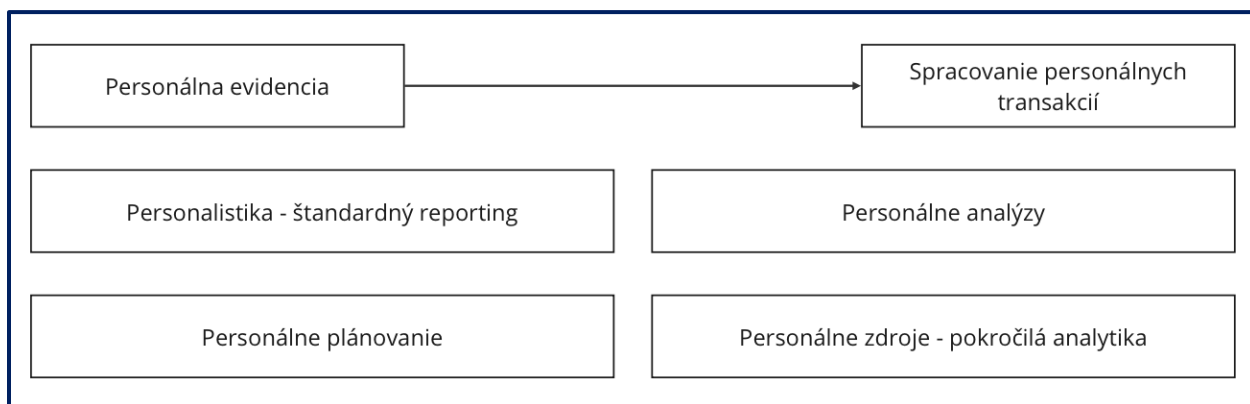 Personálna evidencia
Spracovanie personálnych
transakcií
Personalistika - štandardný reporting
Personálne analýzy
Personálne plánovanie
Personálne zdroje - pokročilá analytika